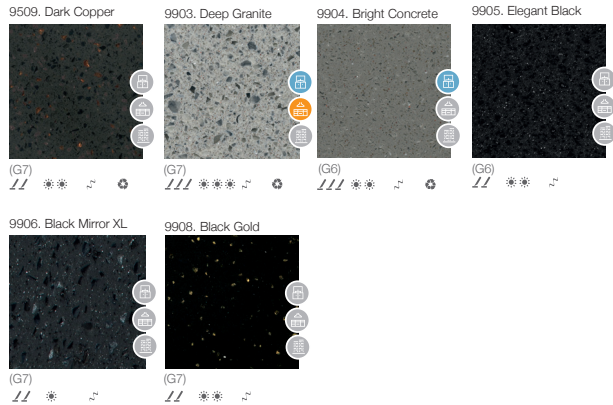 9509. Dark Copper
9903. Deep Granite
9904. Bright Concrete
9905. Elegant Black
(G7)
(G7)
(G6)
(G6)
9906. Black Mirror XL
9908. Black Gold
(G7)
(G7)